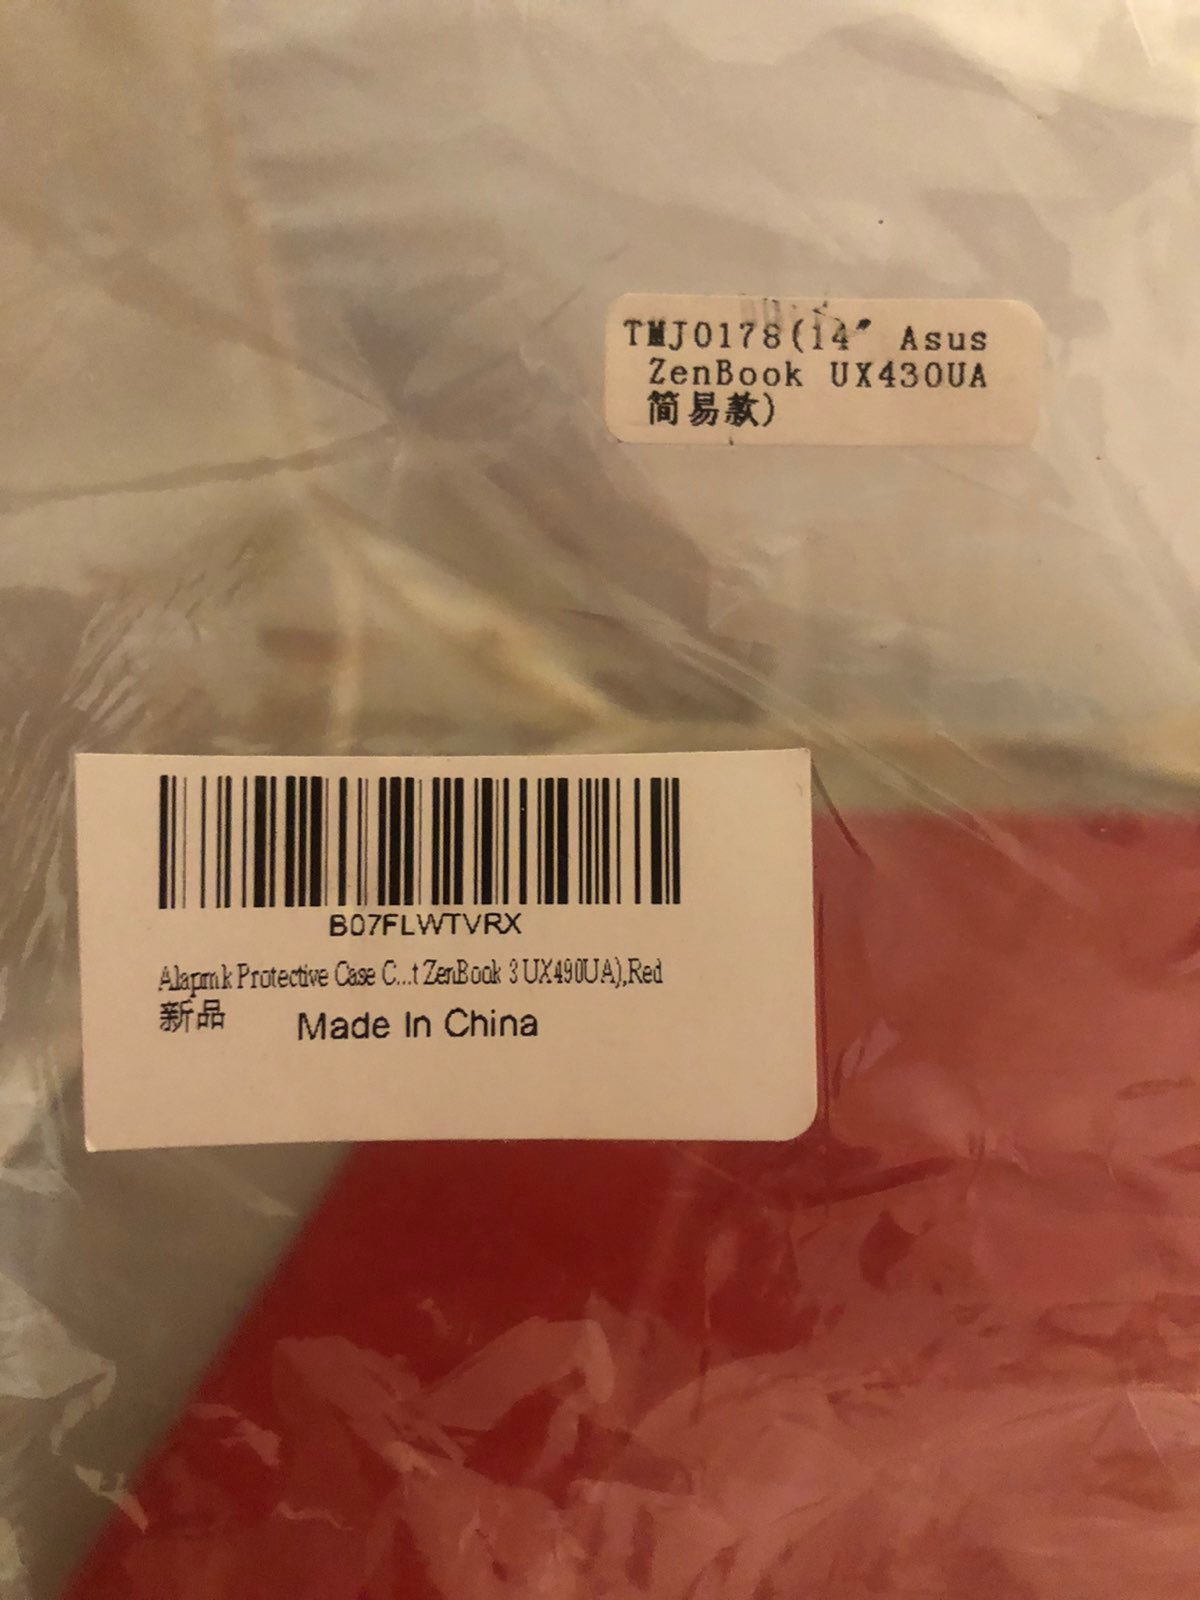 TMJ0178(14″ Asus
ZenBook UX430UA
简易款)
B07FLWTVRX
Alapmk Protective Case C...t ZenBook 3 UX490UA),Red
新品
Made In China